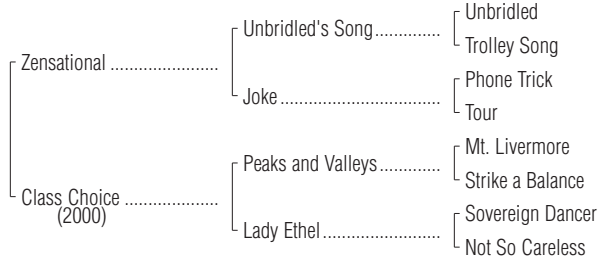 Unbridled
Unbridled's Song..............
Trolley Song
Zensational .......................
Phone Trick
Joke ..................................
Tour
Mt. Livermore
Peaks and Valleys.............
Strike a Balance
Class Choice ....................
(2000)
Sovereign Dancer
Lady Ethel.........................
Not So Careless